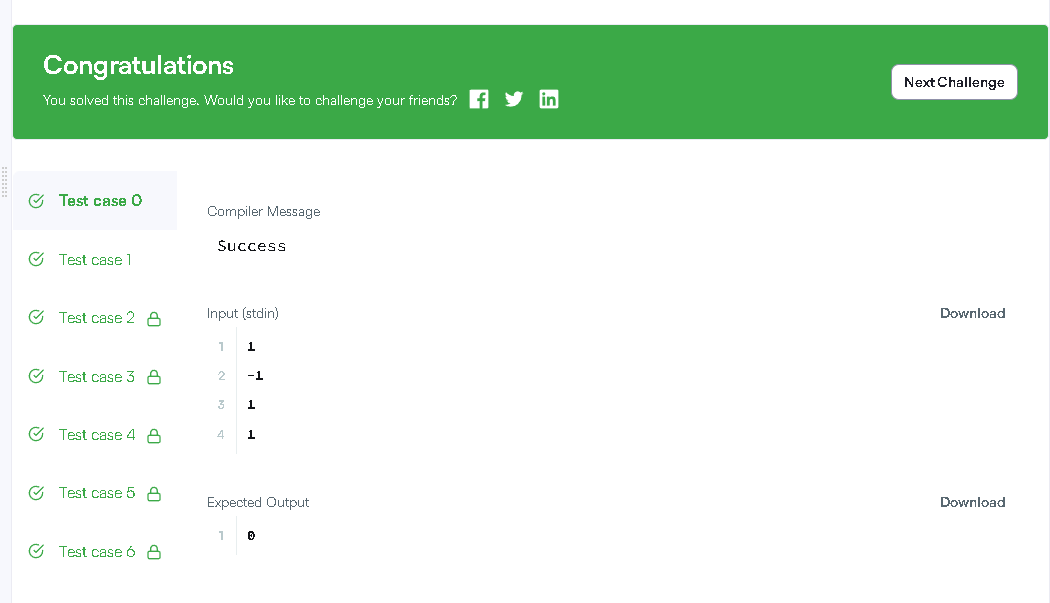 Congratulations
You solved this challenge. Would you like to challenge your friends?
Next Challenge
Test case 0
Test case 1
Test case 2
Test case 3
Test case 4
Test case 5
Test case 6
Compiler Message
Success
Input (stdin)
Download
1 1
2 -1
3 1
4 1
Expected Output
Download
1 0